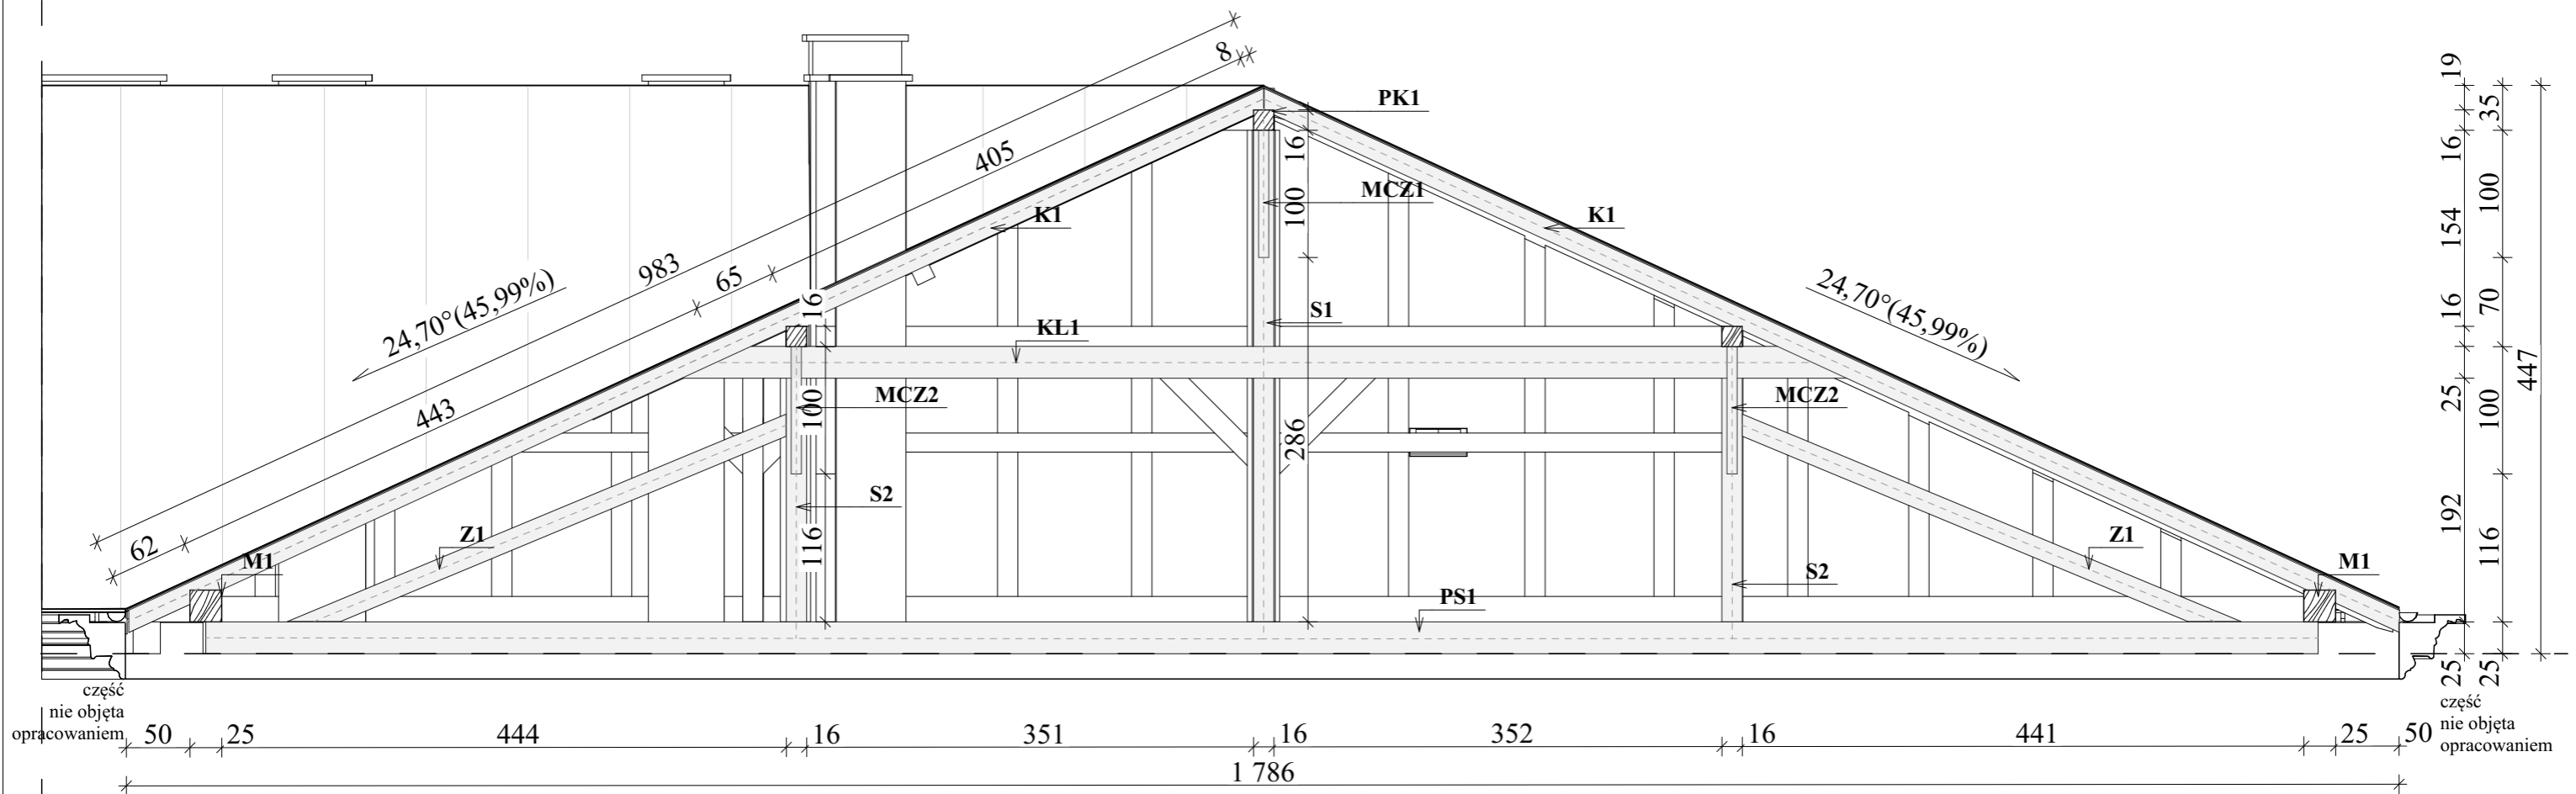 8
19
PK1
35
16
405
16
MCZ1
100
100
K1
K1
154
983
65
24,70°(45,99%)
24,70°(45,99%)
16
S1
16
70
KL1
447
443
100
MCZ2
MCZ2
25
100
286
S2
192
62
Z1
116
Z1
116
M1
M1
S2
PS1
25
25
część
nie objęta
opracowaniem
część
nie objęta
opracowaniem
50
25
444
16
351
16
352
16
441
25
50
1 786